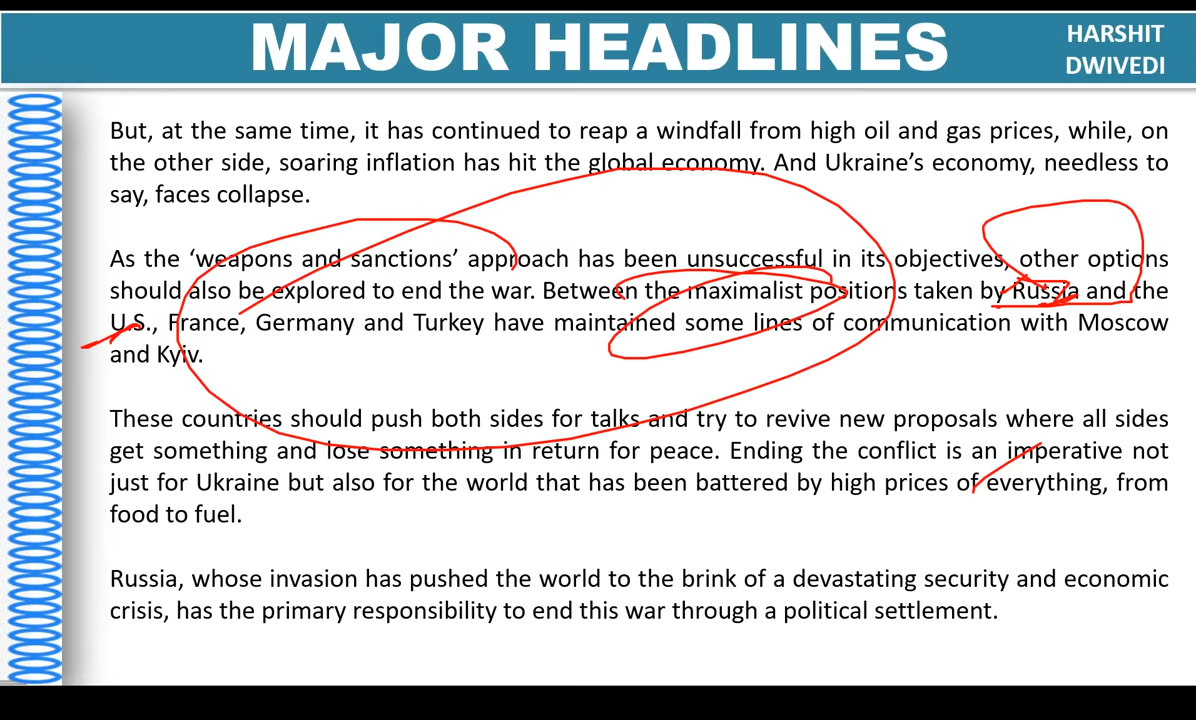 MAJOR HEADLINES
HARSHIT
DWIVEDI
But, at the same time, it has continued to reap a windfall from high oil and gas prices, while, on
the other side, soaring inflation has hit the global economy. And Ukraine’s economy, needless to
say, faces collapse.
As the ‘weapons and sanctions’ approach has been unsuccessful in its objectives, other options
should also be explored to end the war. Between the maximalist positions taken by Russia and the
U.S., France, Germany and Turkey have maintained some lines of communication with Moscow
and Kyiv.
These countries should push both sides for talks and try to revive new proposals where all sides
get something and lose something in return for peace. Ending the conflict is an imperative not
just for Ukraine but also for the world that has been battered by high prices of everything, from
food to fuel.
Russia, whose invasion has pushed the world to the brink of a devastating security and economic
crisis, has the primary responsibility to end this war through a political settlement.